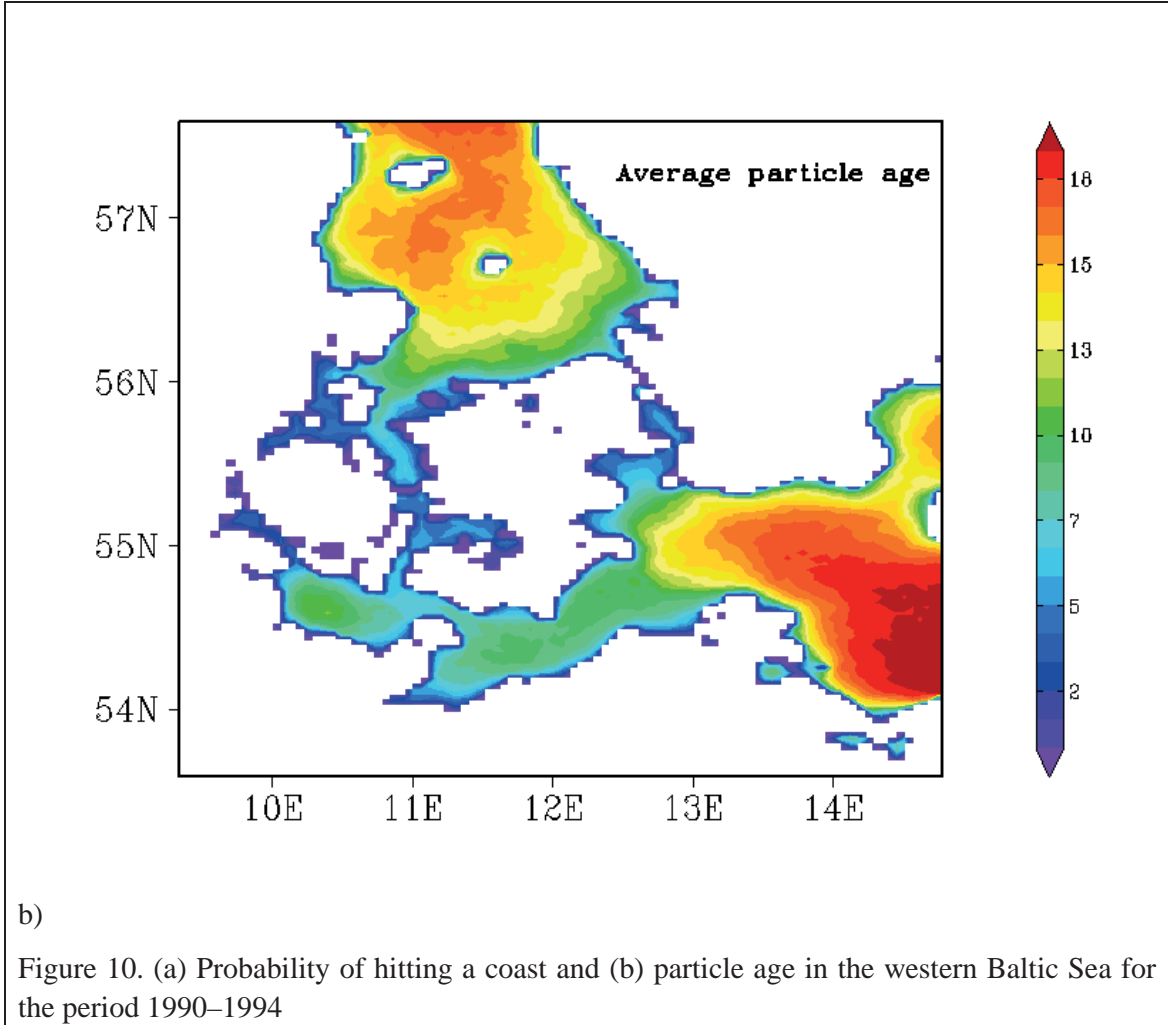 Average particle age
57N
56N
55N
54N
10E 11E 12E 13E 14E
18
15
13
10
7
5
2
b)
Figure 10. (a) Probability of hitting a coast and (b) particle age in the western Baltic Sea for
the period 1990–1994